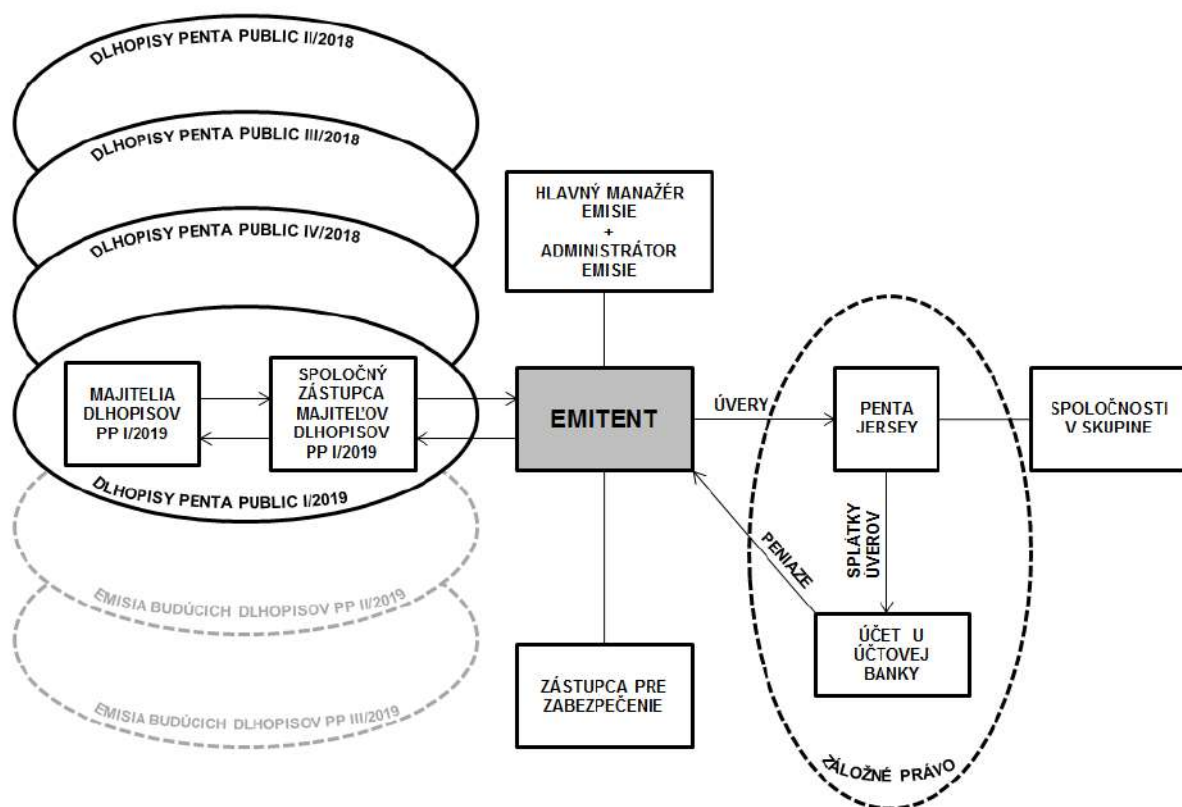 DLHOPISY PENTA PUBLIC II/2018
DLHOPISY PENTA PUBLIC III/2018
DLHOPISY PENTA PUBLIC IV/2018
HLAVNÝ MANAŽÉR
EMISIE
+
ADMINISTRÁTOR
EMISIE
MAJITELIA
DLHOPISOV
PP I/2019
SPOLOČNÝ
ZÁSTUPCA
MAJITEĽOV
DLHOPISOV
PP I/2019
EMITENT
ÚVERY
PENTA
JERSEY
SPOLOČNOSTI
V SKUPINE
DLHOPISY PENTA PUBLIC I/2019
PENIAZE
SPLÁTKY
ÚVEROV
EMISIA BUDÚCICH DLHOPISOV PP II/2019
ÚČET U
ÚČTOVEJ
BANKY
ZÁSTUPCA PRE
ZABEZPEČENIE
EMISIA BUDÚCICH DLHOPISOV PP III/2019
ZÁLOŽNÉ PRÁVO